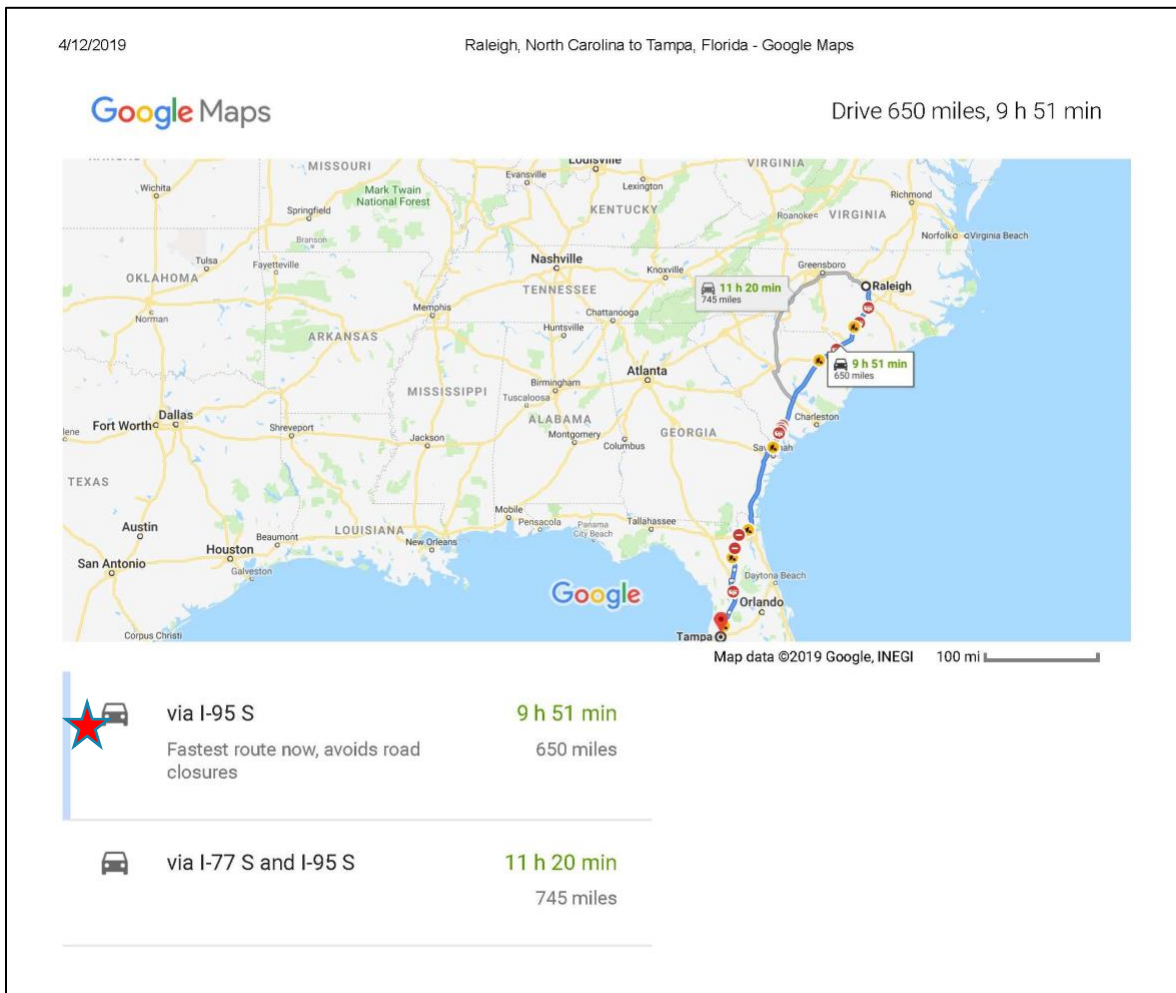 4/12/2019
Raleigh, North Carolina to Tampa, Florida - Google Maps
Google Maps
Drive 650 miles, 9 h 51 min
MISSOURI
Louisville
VIRGINIA
Wichita
Evansville
Lexington
Mark Twain
National Forest
Richmond
Springfield
KENTUCKY
Roanoke
VIRGINIA
Branson
Norfolk
Virginia Beach
Nashville
Tulsa
Fayetteville
Knoxville
Greensboro
OKLAHOMA
TENNESSEE
11 h 20 min
745 miles
Raleigh
Memphis
Chattanooga
Norman
Huntsville
ARKANSAS
9 h 51 min
650 miles
Atlanta
Birmingham
MISSISSIPPI
Tuscaloosa
Dallas
Fort Worth
ALABAMA
Charleston
Shreveport
Jackson
Montgomery
Columbus
GEORGIA
TEXAS
Mobile
Pensacola
Panama
City Beach
Tallahassee
Austin
Beaumont
LOUISIANA
New Orleans
Houston
San Antonio
Galveston
Daytona Beach
Google
Orlando
Corpus Christi
Tampa
Map data ©2019 Google, INEGI 100 mi
via I-95 S
9 h 51 min
Fastest route now, avoids road
closures
650 miles
via I-77 S and I-95 S
11 h 20 min
745 miles